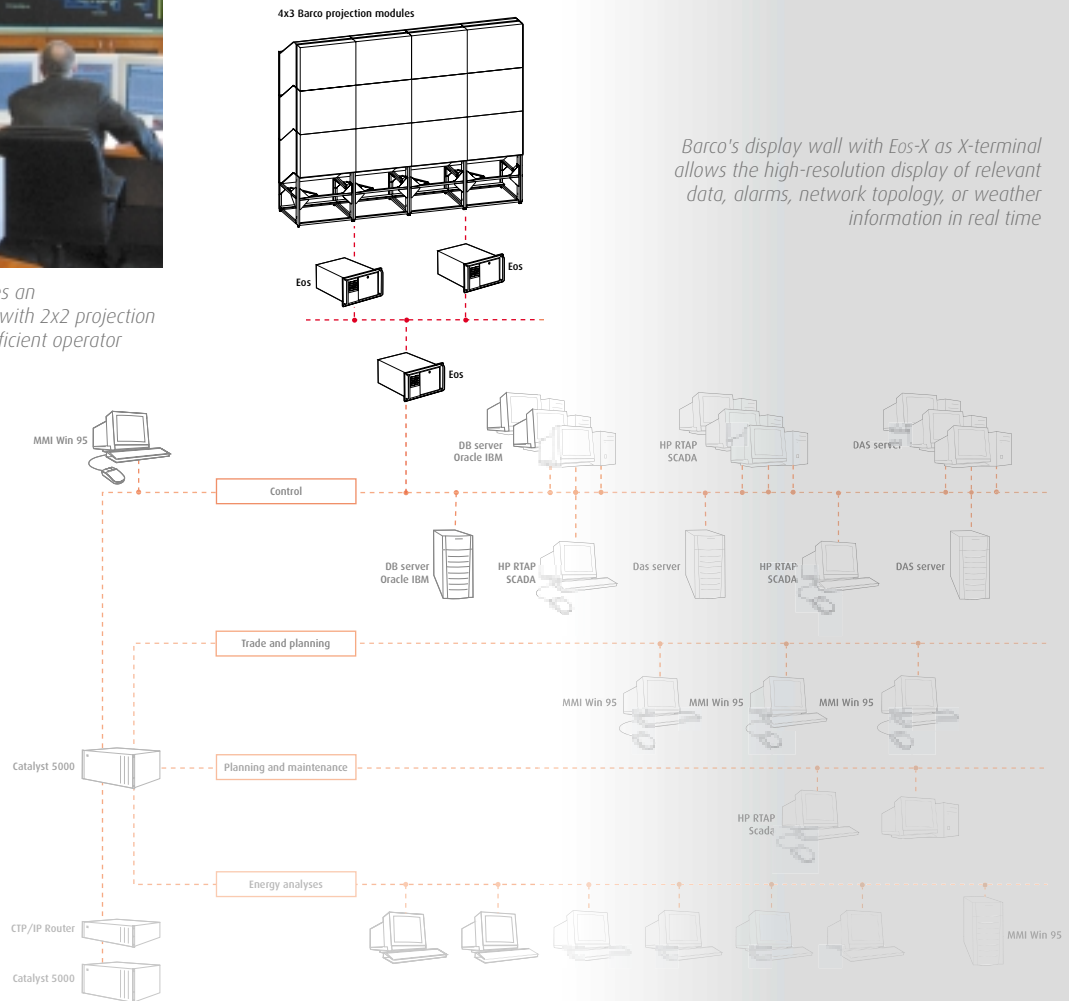 4x3 Barco projection modules
Barco's display wall with Eos-X as X-terminal
allows the high-resolution display of relevant
data, alarms, network topology, or weather
information in real time
Eos
Eos
es an
with 2x2 projection
ficient operator
Eos
MMI Win 95
DB server
Oracle IBM
HP RTAP
SCADA
DAS server
Control
DB server
Oracle IBM
HP RTAP
SCADA
Das server
HP RTAP
SCADA
DAS server
Trade and planning
MMI Win 95
MMI Win 95
MMI Win 95
Catalyst 5000
Planning and maintenance
HP RTAP
Scada
Energy analyses
CTP/IP Router
MMI Win 95
Catalyst 5000